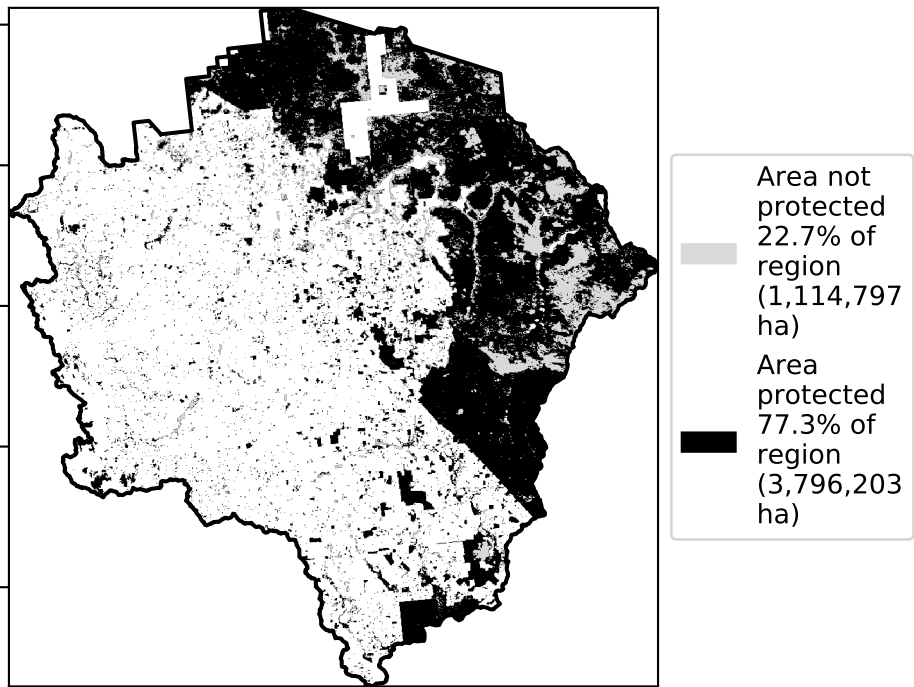 Area not
protected
22.7% of
region
(1,114,797
ha)
Area
protected
77.3% of
region
(3,796,203
ha)